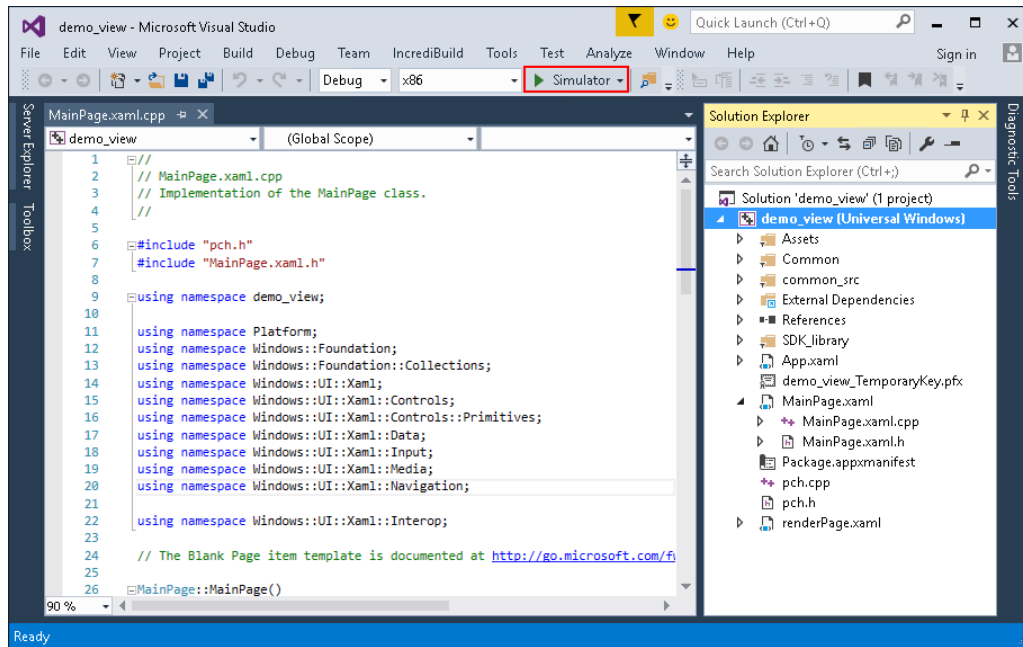 demo_view - Microsoft Visual Studio
Quick Launch (Ctrl+Q)
File Edit View Project Build Debug Team IncrediBuild Tools Test Analyze Window Help Sign in
Debug x86 Simulator
Server Explorer
Toolbox
MainPage.xaml.cpp
demo_view (Global Scope)
1 //
2 // MainPage.xaml.cpp
3 // Implementation of the MainPage class.
4 //
5
6 #include "pch.h"
7 #include "MainPage.xaml.h"
8
9 using namespace demo_view;
10
11 using namespace Platform;
12 using namespace Windows::Foundation;
13 using namespace Windows::Foundation::Collections;
14 using namespace Windows::UI::Xaml;
15 using namespace Windows::UI::Xaml::Controls;
16 using namespace Windows::UI::Xaml::Controls::Primitives;
17 using namespace Windows::UI::Xaml::Data;
18 using namespace Windows::UI::Xaml::Input;
19 using namespace Windows::UI::Xaml::Media;
20 using namespace Windows::UI::Xaml::Navigation;
21
22 using namespace Windows::UI::Xaml::Interop;
23
24 // The Blank Page item template is documented at http://go.microsoft.com/fw
25
26 MainPage::MainPage()
90 %
Solution Explorer
Search Solution Explorer (Ctrl+;)
Solution 'demo_view' (1 project)
demo_view (Universal Windows)
Assets
Common
common_src
External Dependencies
References
SDK_library
App.xaml
demo_view_TemporaryKey.pfx
MainPage.xaml
MainPage.xaml.cpp
MainPage.xaml.h
Package.appxmanifest
pch.cpp
pch.h
renderPage.xaml
Diagnostic Tools
Ready